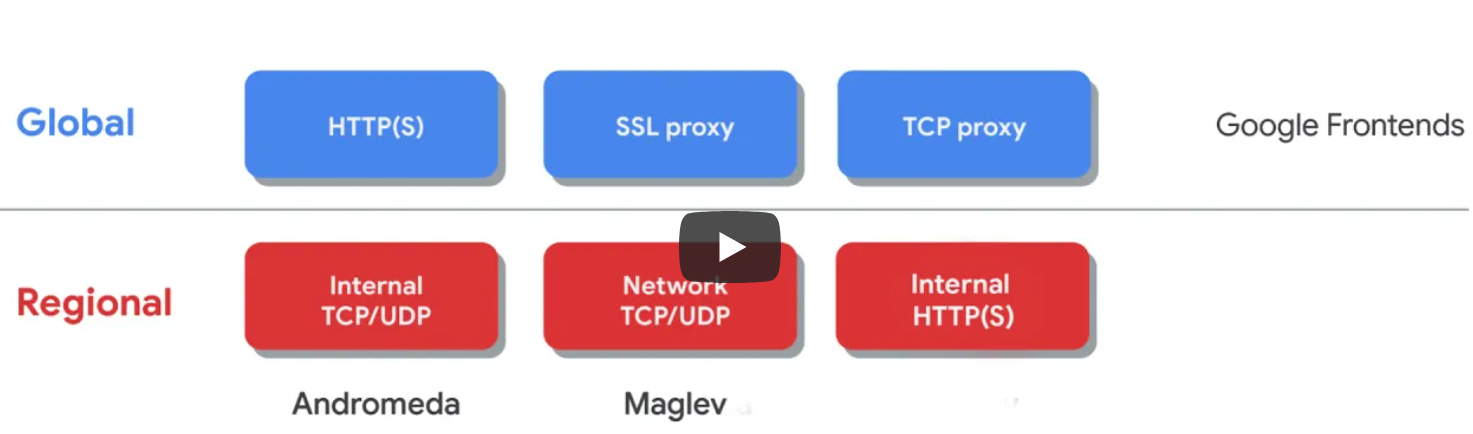 Global
HTTP(S)
SSL proxy
TCP proxy
Google Frontends
Regional
Internal
TCP/UDP
Network
TCP/UDP
Internal
HTTP(S)
Andromeda
Maglev